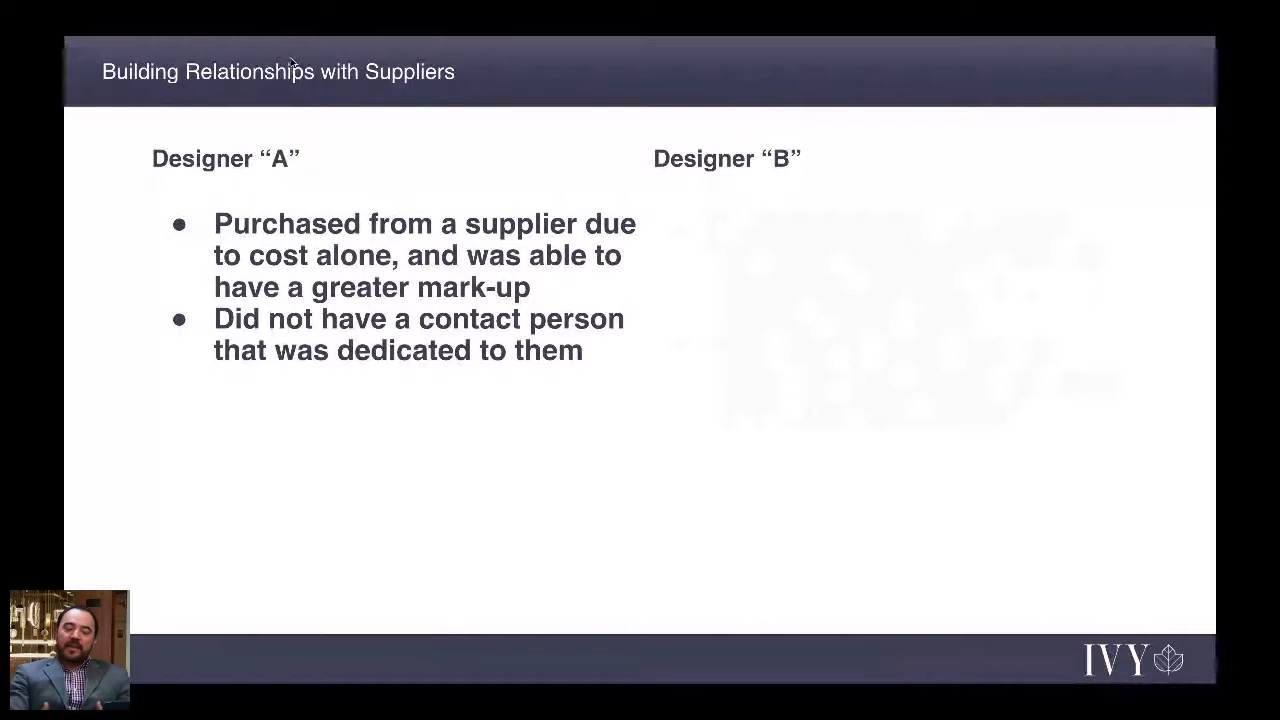 Building Relationships with Suppliers
Designer “A”
Designer “B”
● Purchased from a supplier due
to cost alone, and was able to
have a greater mark-up
● Did not have a contact person
that was dedicated to them
IVY